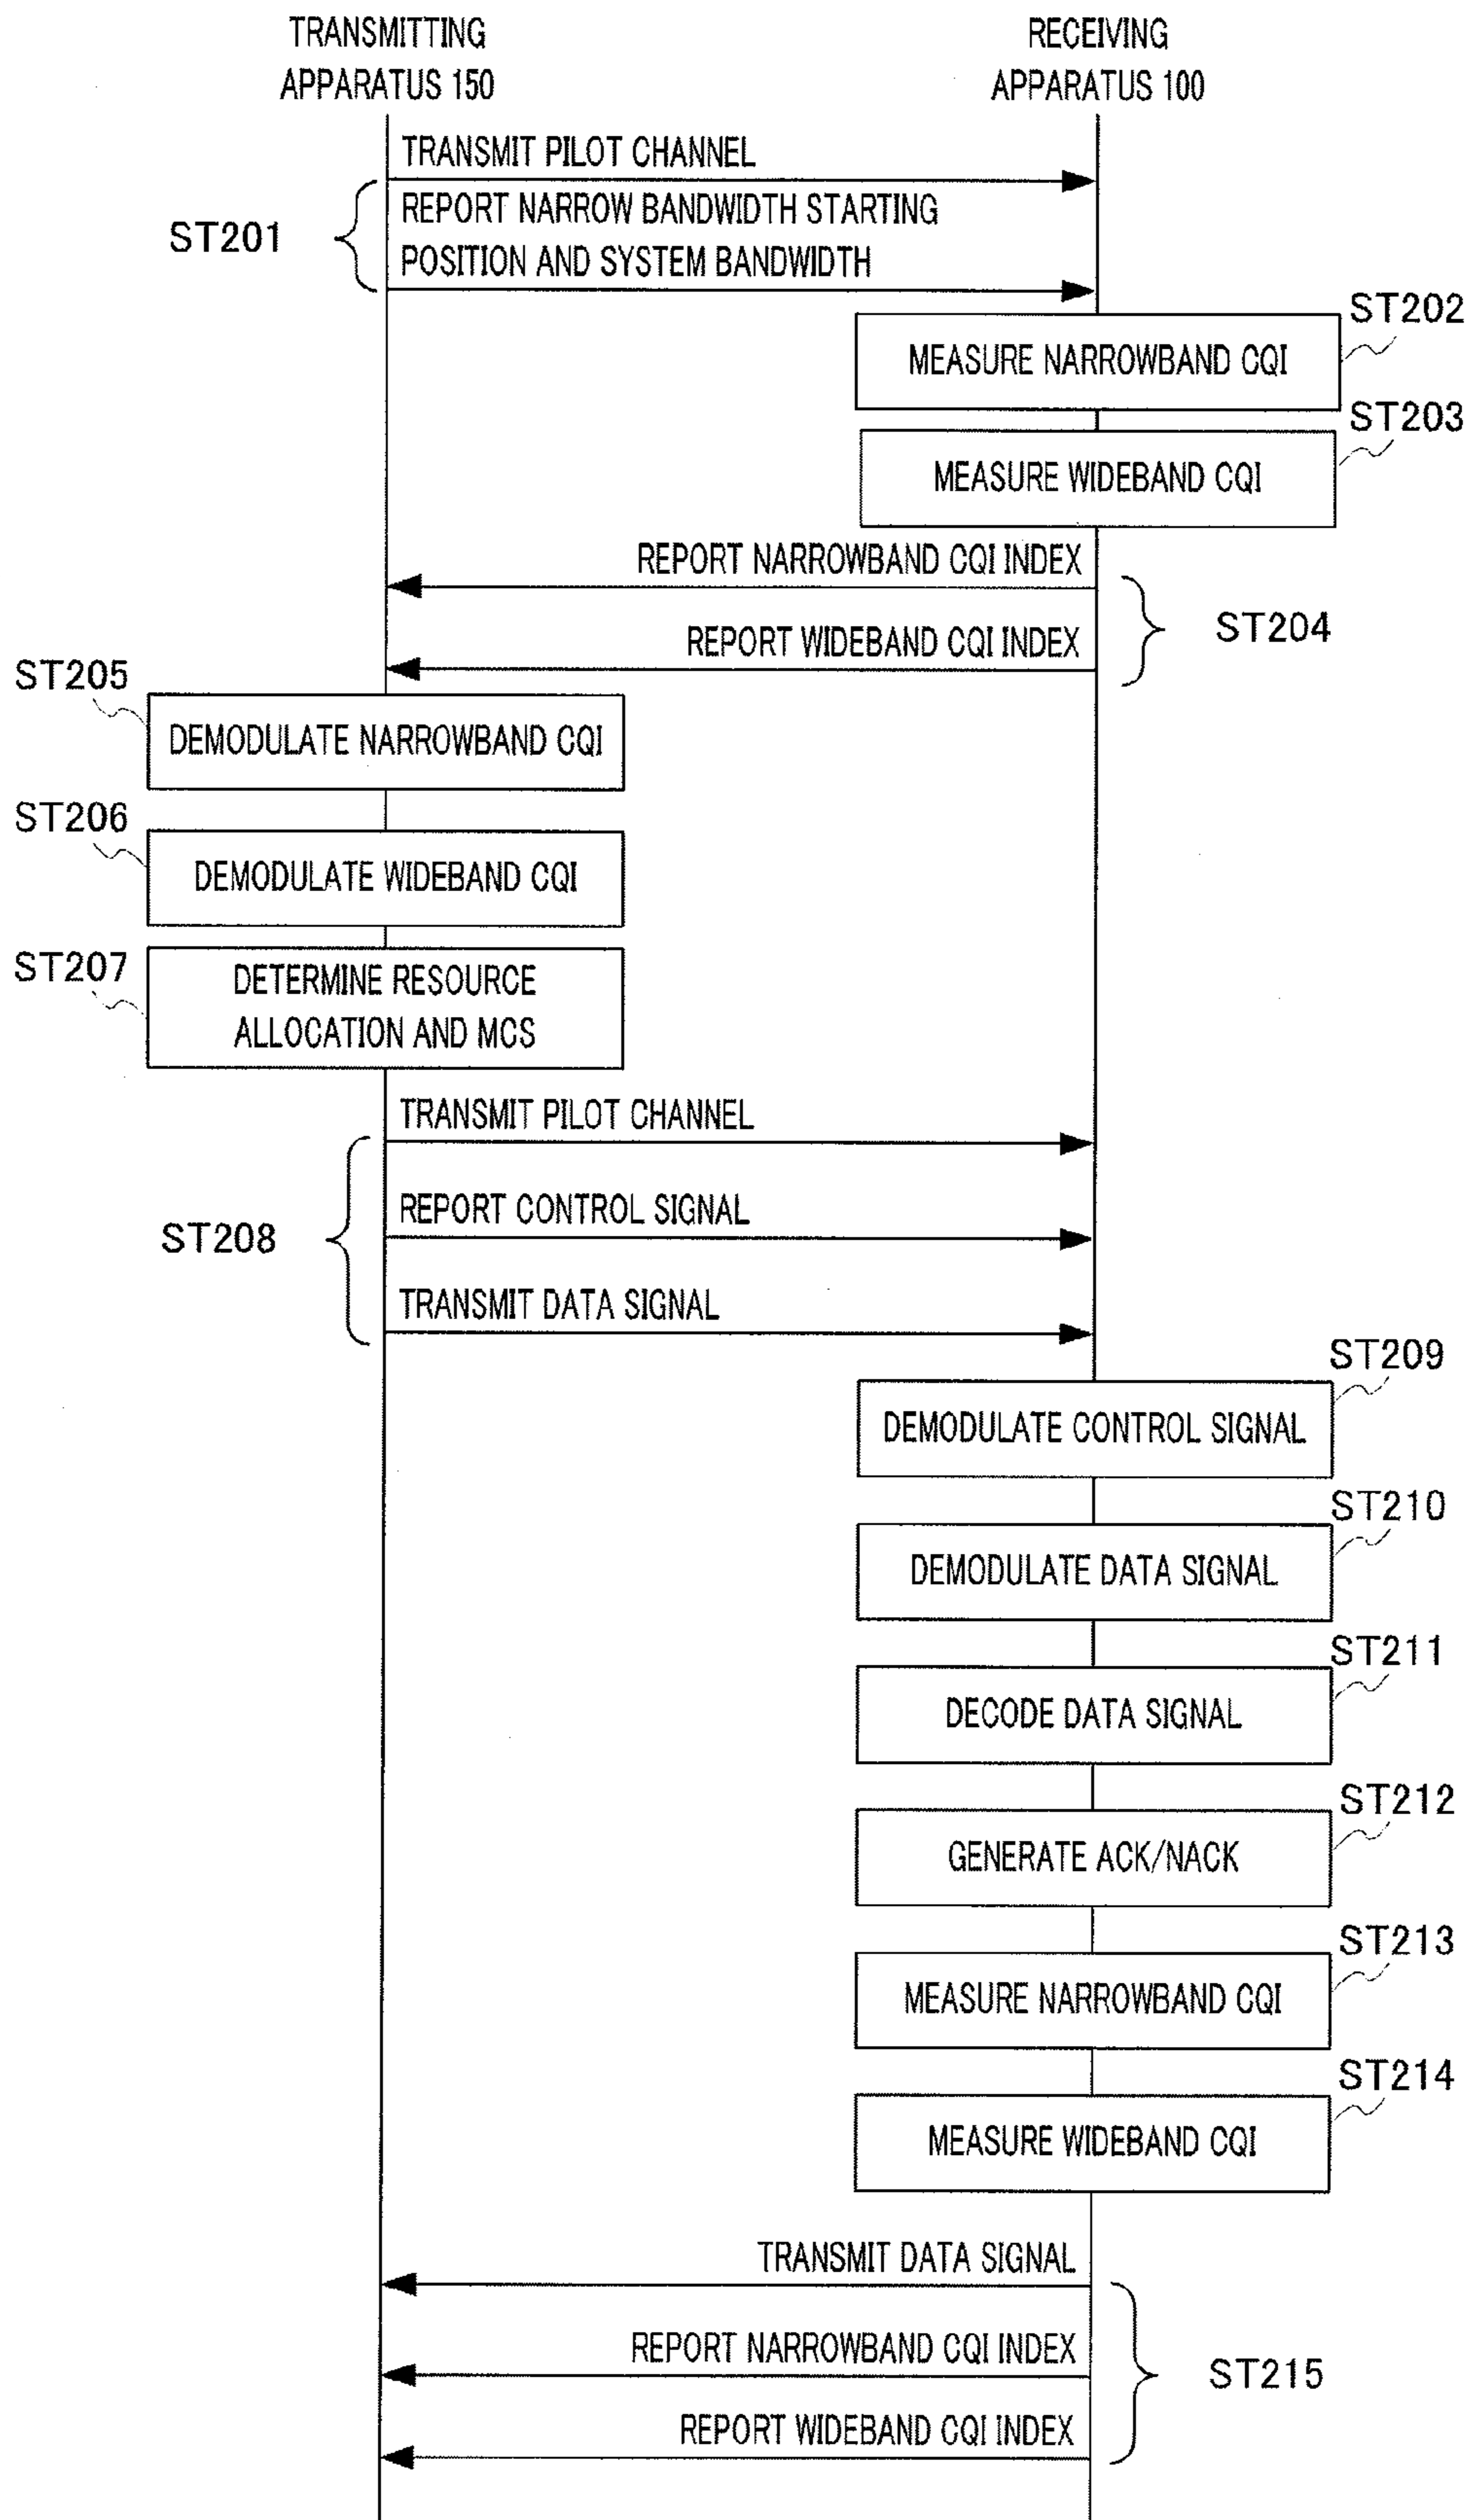 TRANSMITTING
APPARATUS 150
RECEIVING
APPARATUS 100
TRANSMIT PILOT CHANNEL
REPORT NARROW BANDWIDTH STARTING
POSITION AND SYSTEM BANDWIDTH
ST201
ST202
MEASURE NARROWBAND CQI
ST203
MEASURE WIDEBAND CQI
REPORT NARROWBAND CQI INDEX
REPORT WIDEBAND CQI INDEX
ST204
ST205
DEMODULATE NARROWBAND CQI
ST206
DEMODULATE WIDEBAND CQI
ST207
DETERMINE RESOURCE
ALLOCATION AND MCS
TRANSMIT PILOT CHANNEL
REPORT CONTROL SIGNAL
ST208
TRANSMIT DATA SIGNAL
ST209
DEMODULATE CONTROL SIGNAL
ST210
DEMODULATE DATA SIGNAL
ST211
DECODE DATA SIGNAL
ST212
GENERATE ACK/NACK
ST213
MEASURE NARROWBAND CQI
ST214
MEASURE WIDEBAND CQI
TRANSMIT DATA SIGNAL
REPORT NARROWBAND CQI INDEX
ST215
REPORT WIDEBAND CQI INDEX